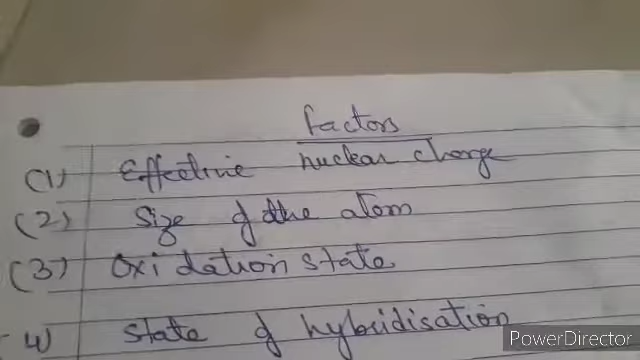 Factors
(1) Effective nuclear charge
(2) Size of the atom
(3) Oxidation state
4) State of hybridisation
PowerDirector